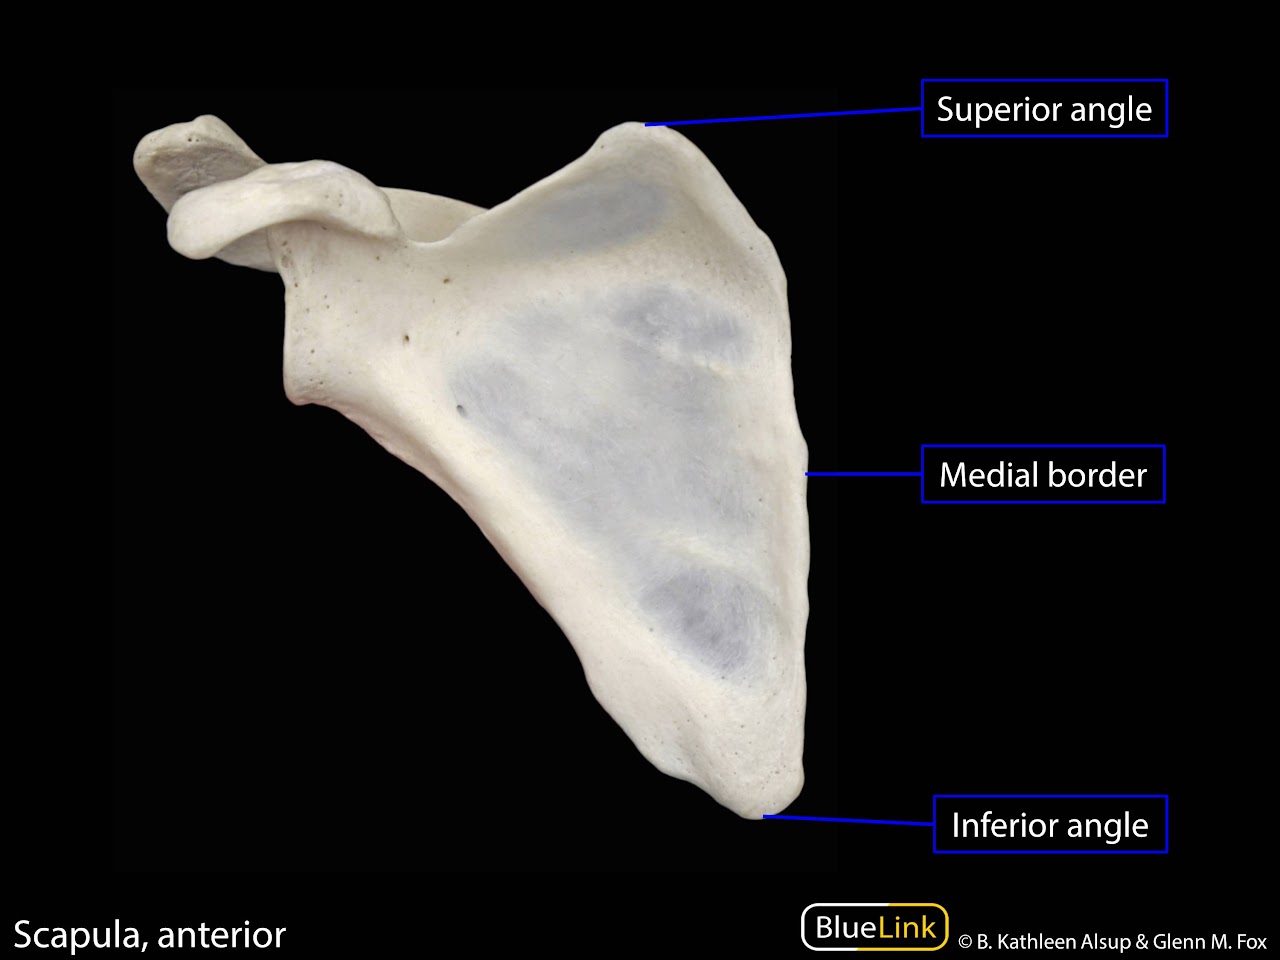 Superior angle
Medial border
Inferior angle
Scapula, anterior
BlueLink
© B. Kathleen Alsup & Glenn M. Fox